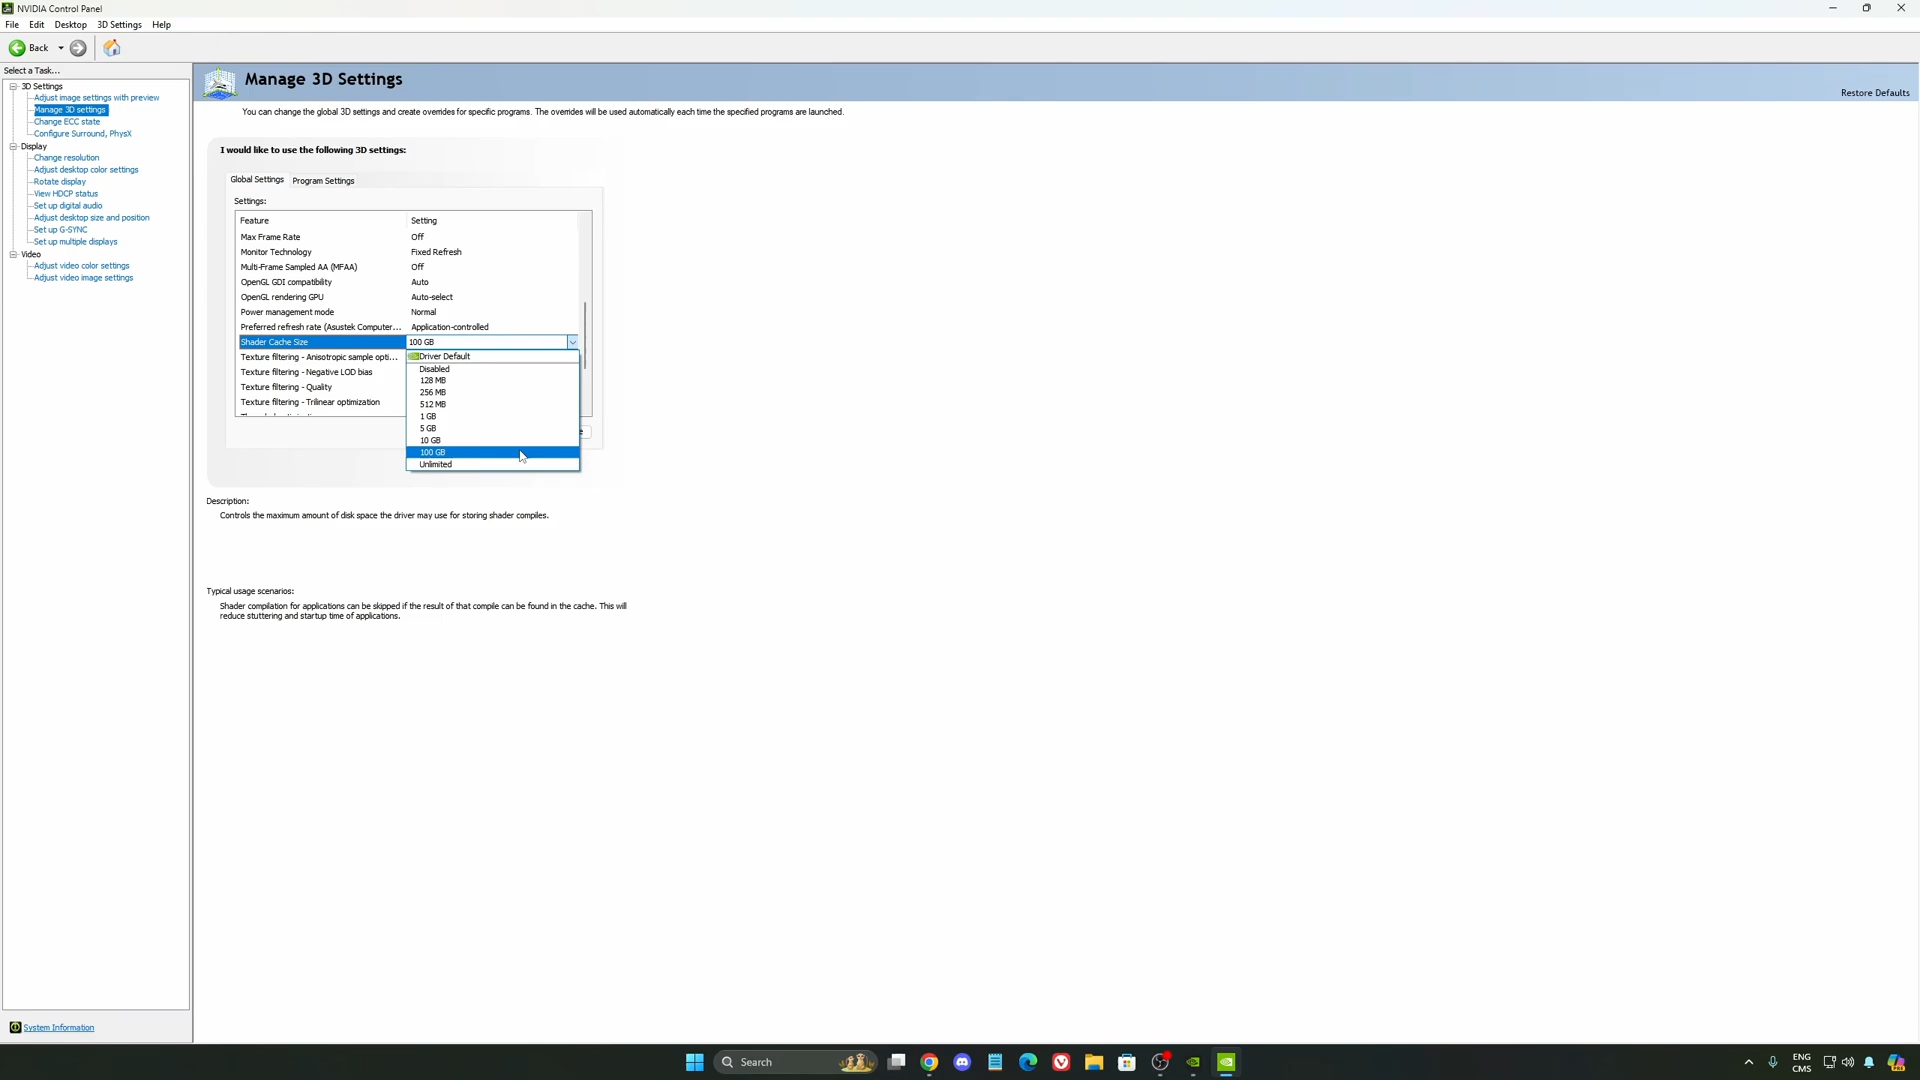 NVIDIA Control Panel
File Edit Desktop 3D Settings Help
Back
Select a Task...
3D Settings
Adjust image settings with preview
Manage 3D settings
Change ECC state
Configure Surround, PhysX
Display
Change resolution
Adjust desktop color settings
Rotate display
View HDCP status
Set up digital audio
Adjust desktop size and position
Set up G-SYNC
Set up multiple displays
Video
Adjust video color settings
Adjust video image settings
System Information
Manage 3D Settings
Restore Defaults
You can change the global 3D settings and create overrides for specific programs. The overrides will be used automatically each time the specified programs are launched.
I would like to use the following 3D settings:
Global Settings Program Settings
Settings:
Feature Setting
Max Frame Rate Off
Monitor Technology Fixed Refresh
Multi-Frame Sampled AA (MFAA) Off
OpenGL GDI compatibility Auto
OpenGL rendering GPU Auto-select
Power management mode Normal
Preferred refresh rate (Asustek Computer... Application-controlled
Shader Cache Size 100 GB
Texture filtering - Anisotropic sample opti...
Texture filtering - Negative LOD bias
Texture filtering - Quality
Texture filtering - Trilinear optimization
Driver Default
Disabled
128 MB
256 MB
512 MB
1 GB
5 GB
10 GB
100 GB
Unlimited
Description:
Controls the maximum amount of disk space the driver may use for storing shader compiles.
Typical usage scenarios:
Shader compilation for applications can be skipped if the result of that compile can be found in the cache. This will
reduce stuttering and startup time of applications.
Search
ENG
CMS